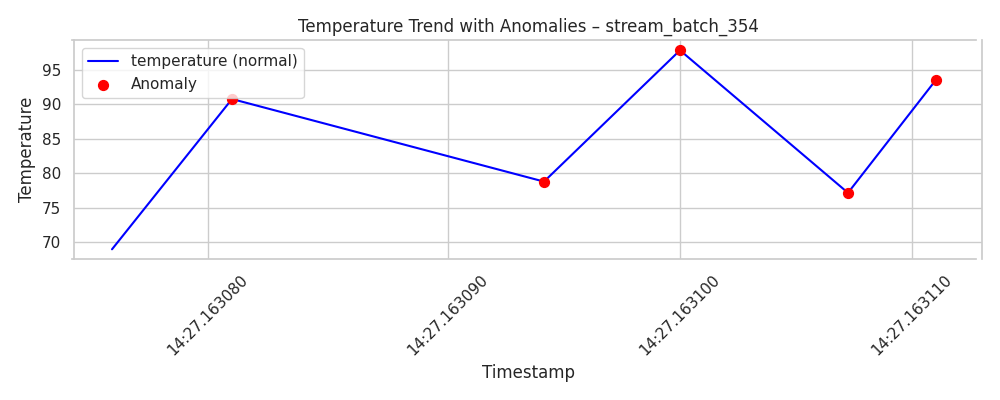 Temperature Trend with Anomalies – stream_batch_354
temperature (normal)
Anomaly
Temperature
95
90
85
80
75
70
14:27.163080
14:27.163090
14:27.163100
14:27.163110
Timestamp